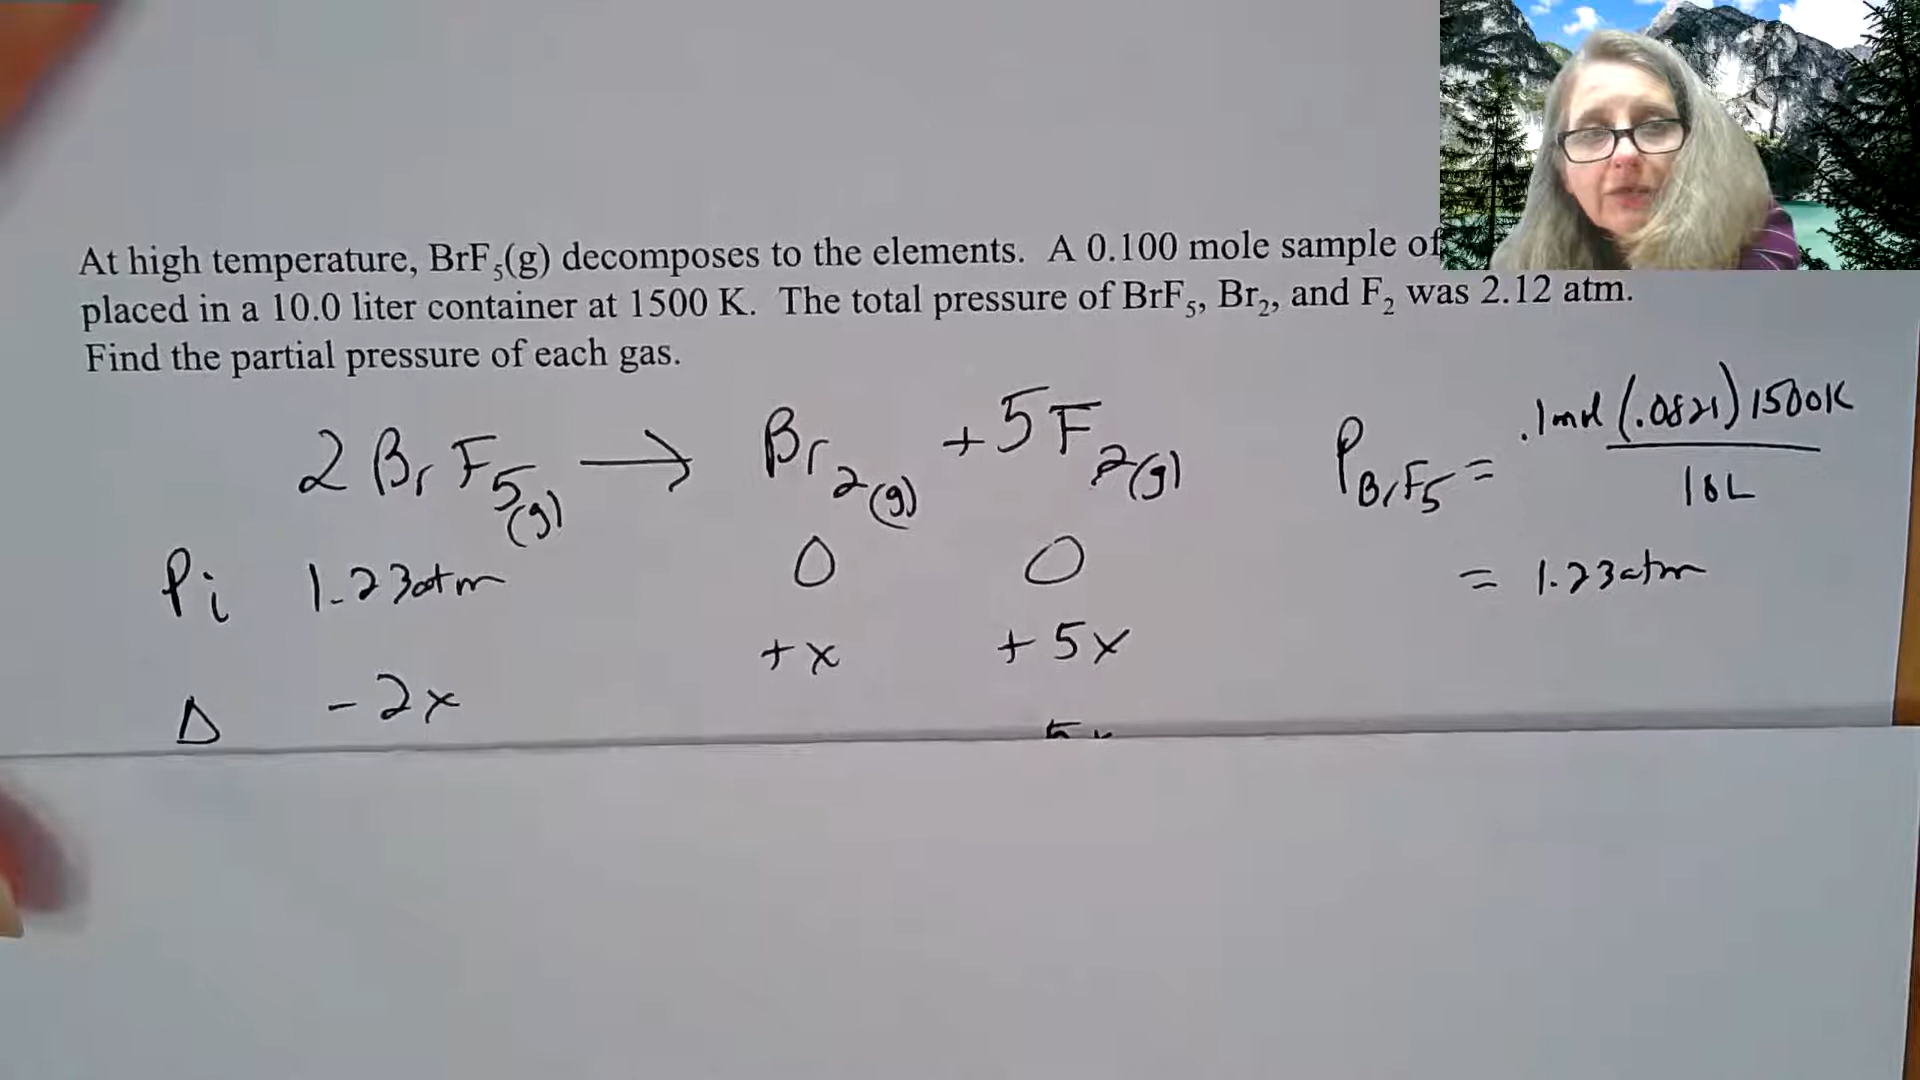 At high temperature, BrF₅(g) decomposes to the elements. A 0.100 mole sample of
placed in a 10.0 liter container at 1500 K. The total pressure of BrF₅, Br₂, and F₂ was 2.12 atm.
Find the partial pressure of each gas.
2 BrF₅(g) → Br₂(g) + 5F₂(g)
Pi 1.23atm 0 0
Δ -2x +x +5x
P_BrF₅ = .1mol (.0821) 1500K
10L
= 1.23atm